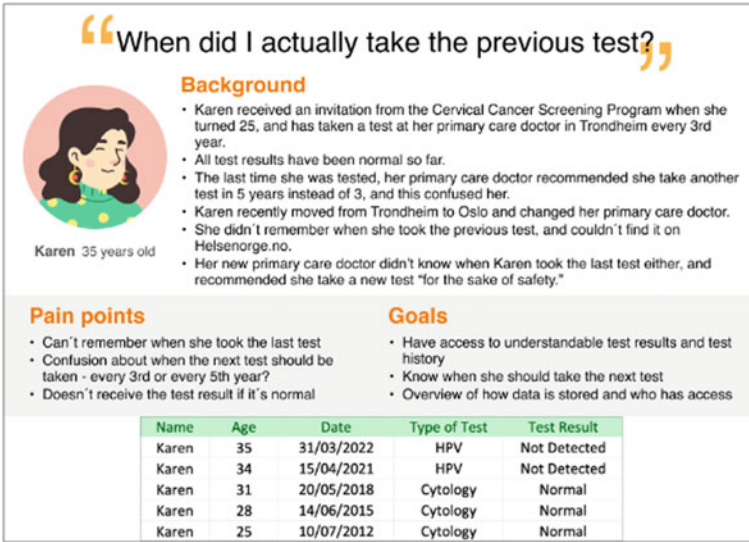 “When did I actually take the previous test?”
Background
• Karen received an invitation from the Cervical Cancer Screening Program when she
turned 25, and has taken a test at her primary care doctor in Trondheim every 3rd
year.
• All test results have been normal so far.
• The last time she was tested, her primary care doctor recommended she take another
test in 5 years instead of 3, and this confused her.
• Karen recently moved from Trondheim to Oslo and changed her primary care doctor.
• She didn´t remember when she took the previous test, and couldn´t find it on
Helsenorge.no.
• Her new primary care doctor didn’t know when Karen took the last test either, and
recommended she take a new test “for the sake of safety.”
Karen 35 years old
Pain points
• Can´t remember when she took the last test
• Confusion about when the next test should be
taken - every 3rd or every 5th year?
• Doesn´t receive the test result if it´s normal
Goals
• Have access to understandable test results and test
history
• Know when she should take the next test
• Overview of how data is stored and who has access
Name Age Date Type of Test Test Result
Karen 35 31/03/2022 HPV Not Detected
Karen 34 15/04/2021 HPV Not Detected
Karen 31 20/05/2018 Cytology Normal
Karen 28 14/06/2015 Cytology Normal
Karen 25 10/07/2012 Cytology Normal